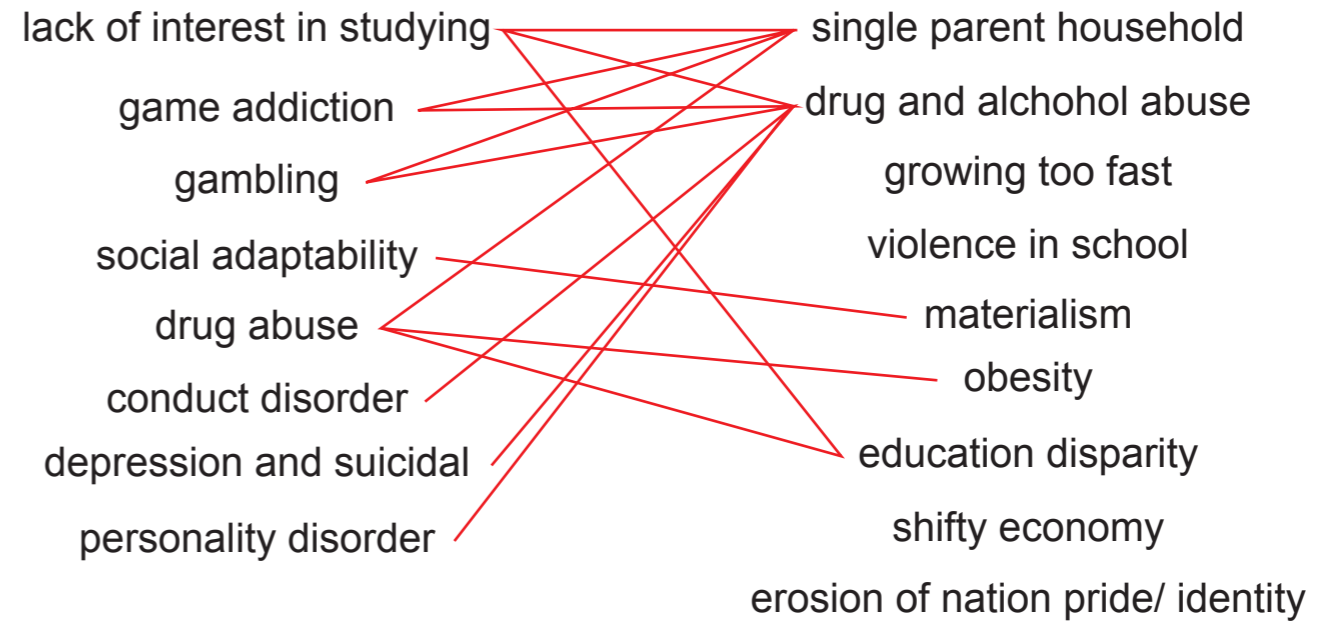 lack of interest in studying
game addiction
gambling
social adaptability
drug abuse
conduct disorder
depression and suicidal
personality disorder
single parent household
drug and alchohol abuse
growing too fast
violence in school
materialism
obesity
education disparity
shifty economy
erosion of nation pride/ identity